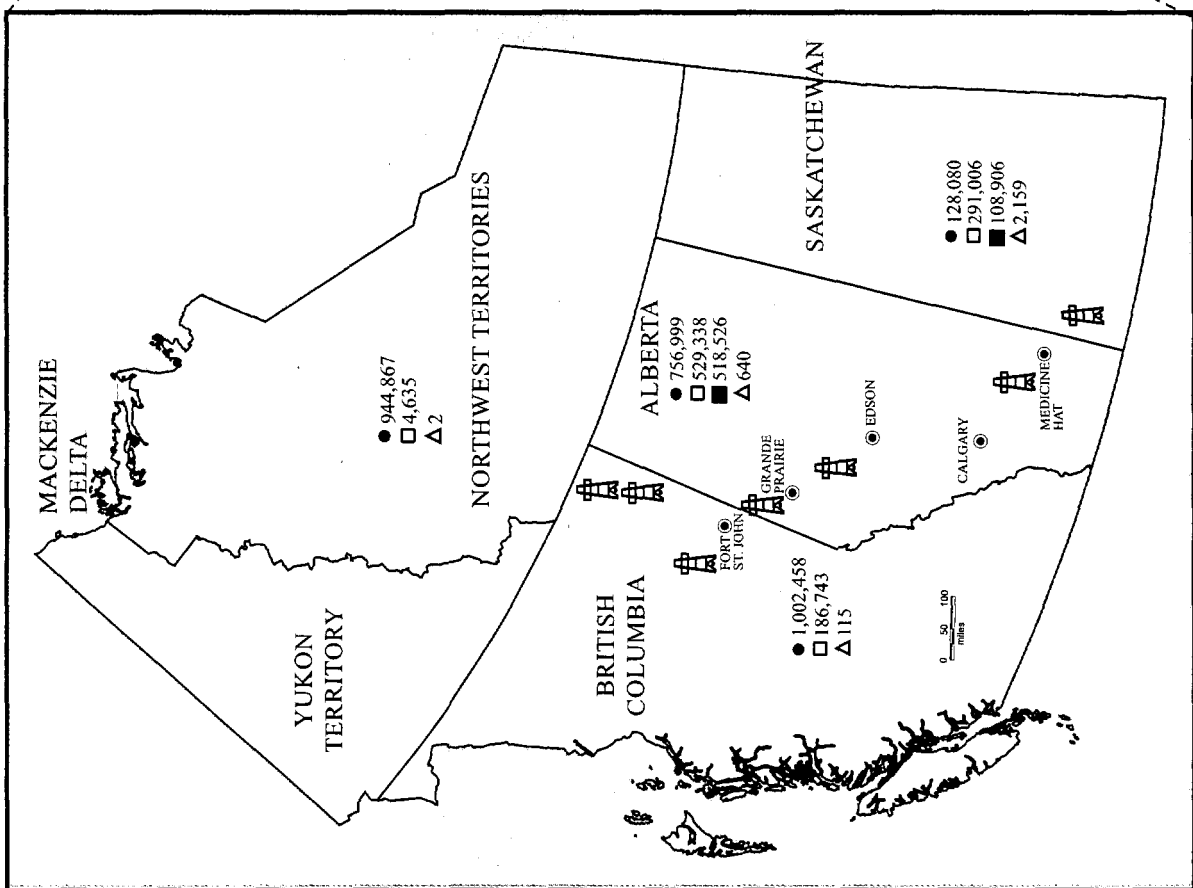 MACKENZIE
DELTA
YUKON
TERRITORY
● 944,867
□ 4,635
△ 2
NORTHWEST TERRITORIES
BRITISH
COLUMBIA
● 1,002,458
□ 186,743
△ 115
0 50 100
miles
FORT
ST. JOHN
GRANDE
PRAIRIE
ALBERTA
● 756,999
□ 529,338
■ 518,526
△ 640
EDSON
CALGARY
MEDICINE
HAT
SASKATCHEWAN
● 128,080
□ 291,006
■ 108,906
△ 2,159